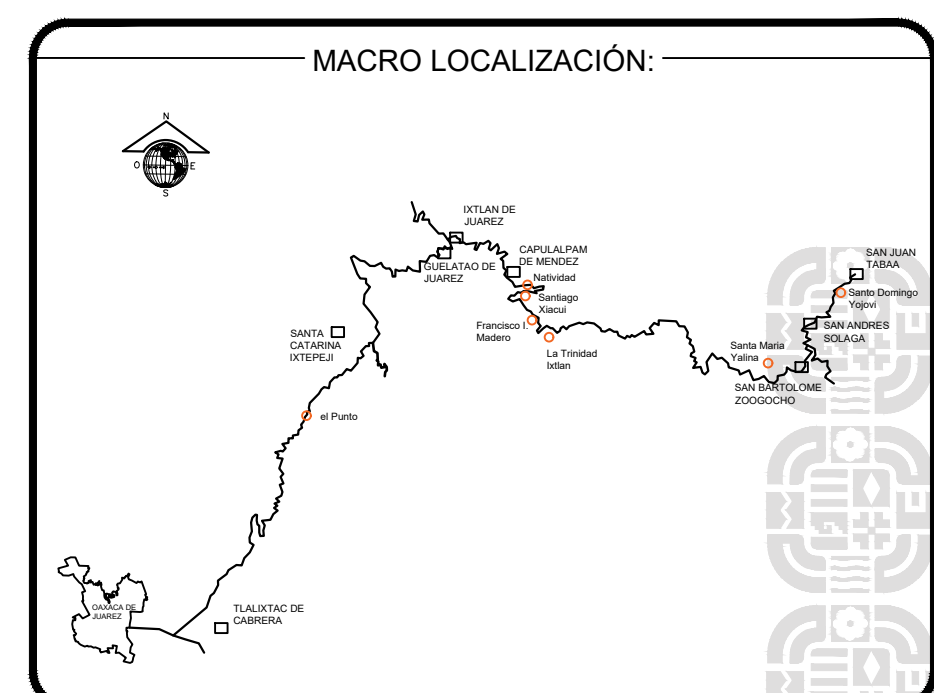 MACRO LOCALIZACIÓN:
N
O
E
S
IXTLAN DE
JUAREZ
GUELATAO DE
JUAREZ
CAPULALPAM
DE MENDEZ
Natividad
Santiago
Xiacui
Francisco I.
Madero
La Trinidad
Ixtlan
SANTA
CATARINA
IXTEPEJI
el Punto
SAN JUAN
TABAA
Santo Domingo
Yojovi
SAN ANDRES
SOLAGA
Santa Maria
Yalina
SAN BARTOLOME
ZOOGOCHO
OAXACA DE
JUAREZ
TLALIXTAC DE
CABRERA